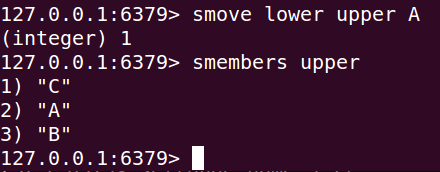 127.0.0.1:6379> smove lower upper A
(integer) 1
127.0.0.1:6379> smembers upper
1) "C"
2) "A"
3) "B"
127.0.0.1:6379>